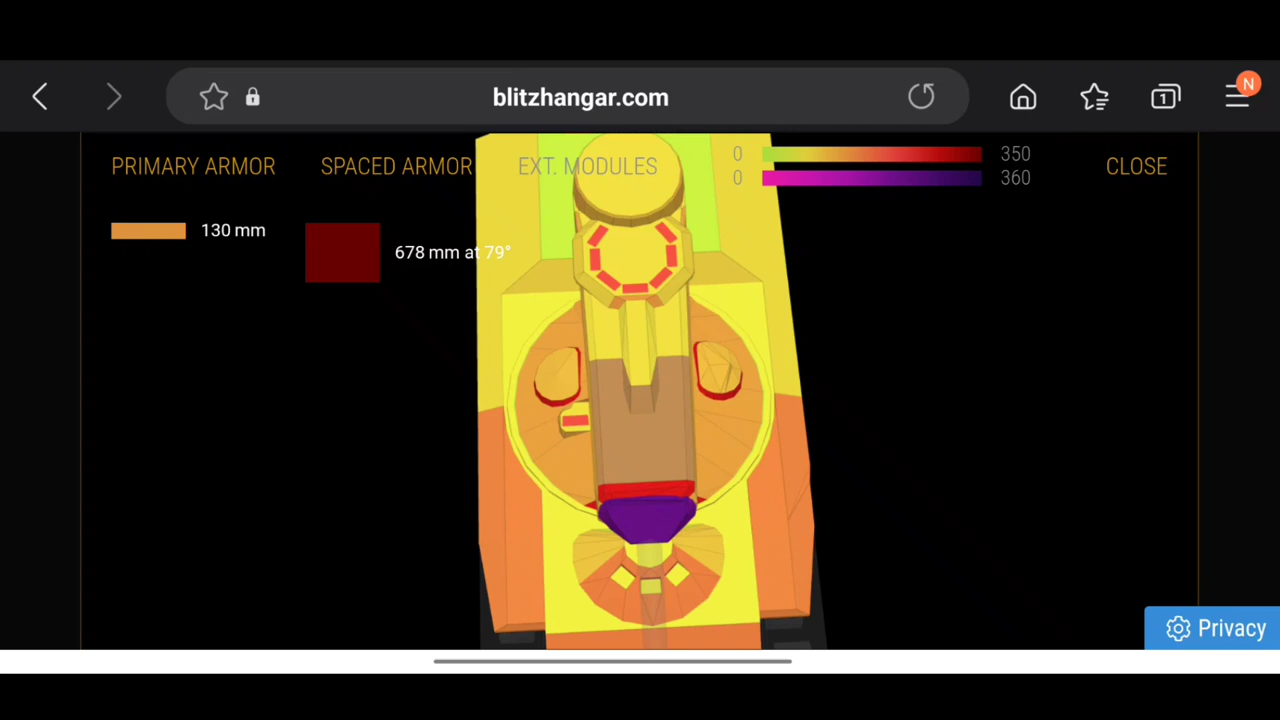 1
N
blitzhangar.com
PRIMARY ARMOR SPACED ARMOR EXT. MODULES 0 350 CLOSE
0 360
130 mm 678 mm at 79°
Privacy